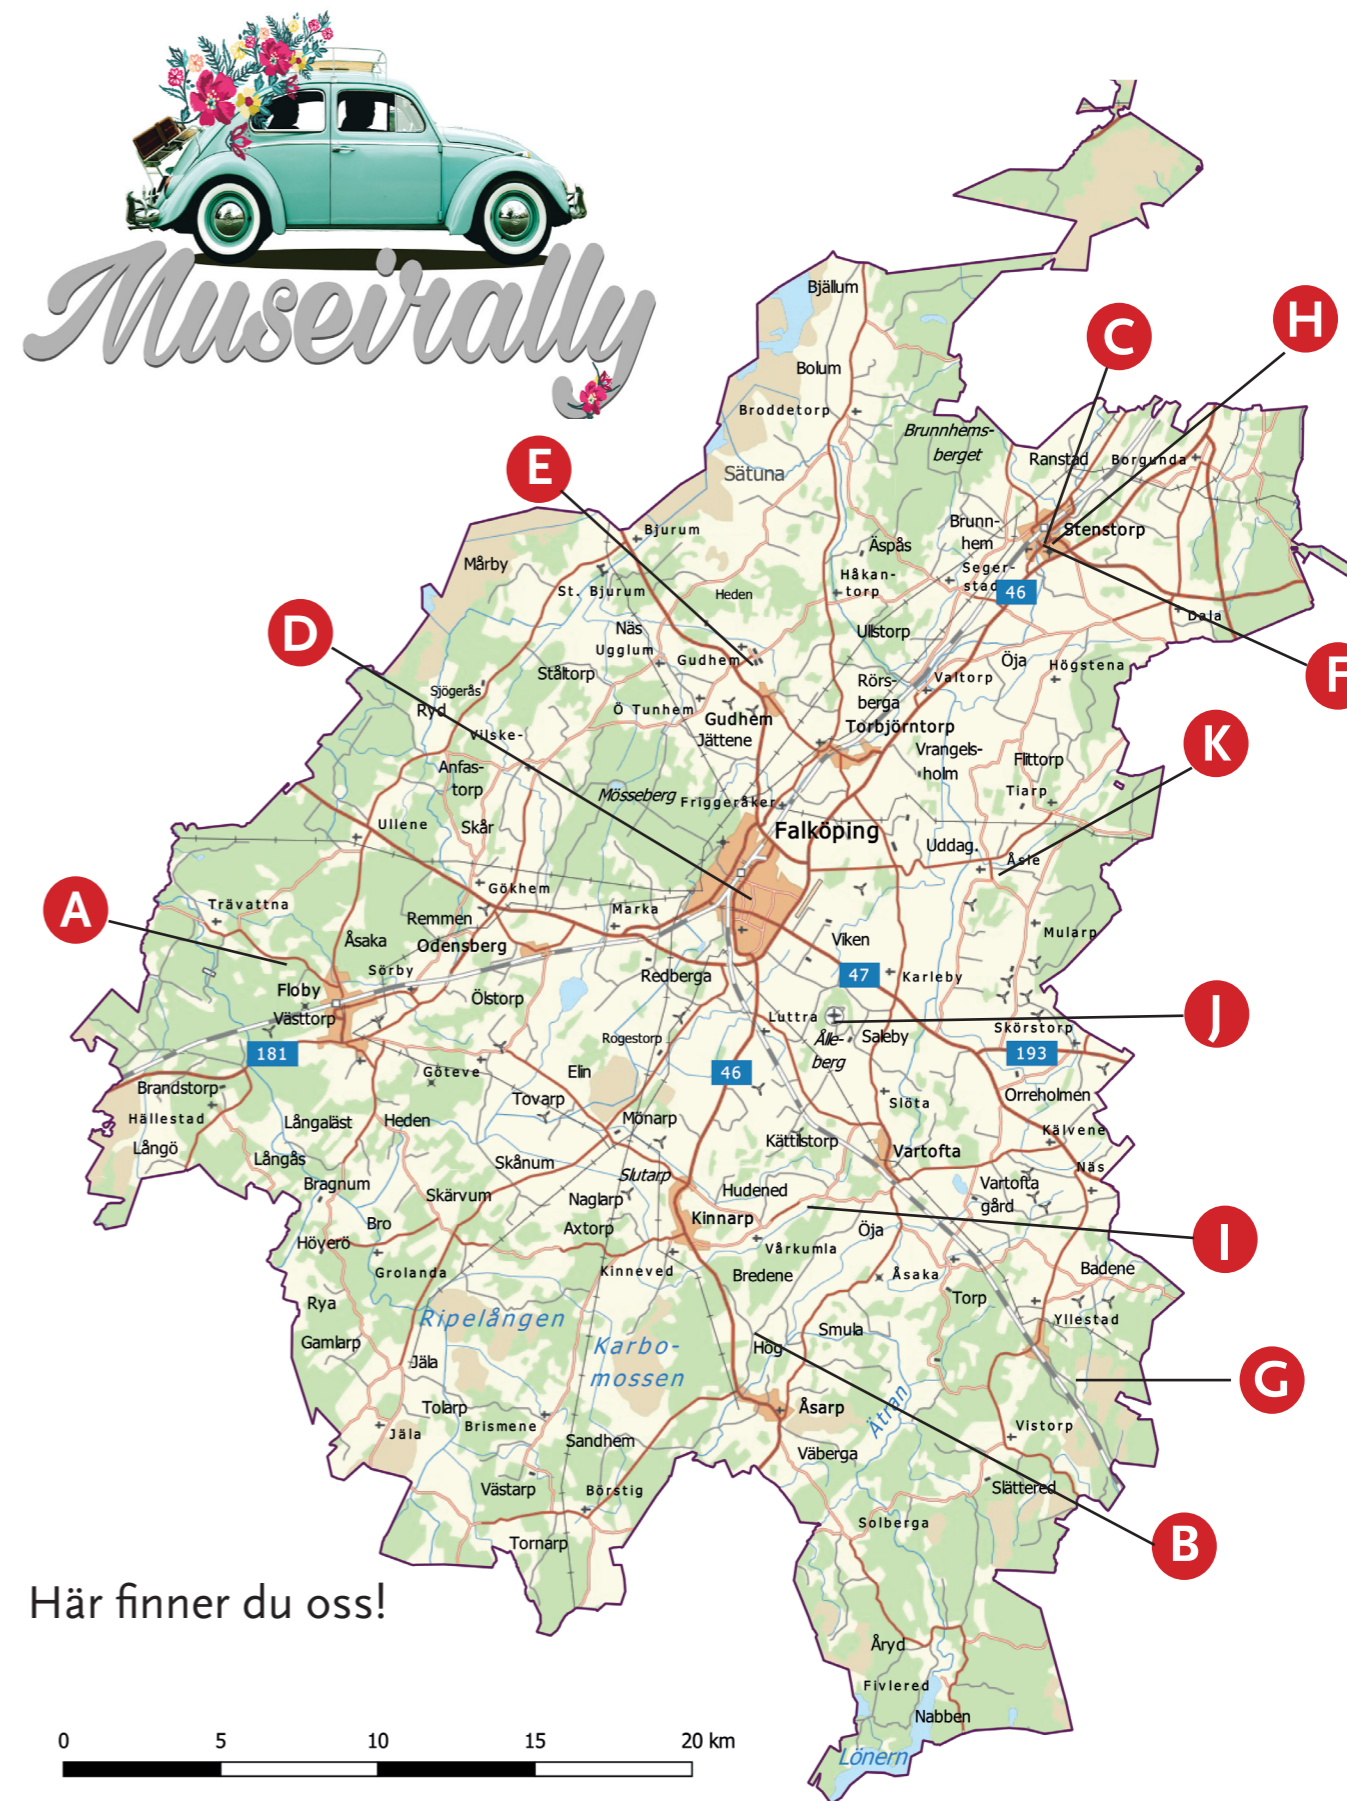 Museirally
Bjällum
H
C
Bolum
Broddetorp
Brunnhems-
berget
Ranstad
Borgunda
E
Sätuna
Bjurum
Brunn-
hem
Stenstorp
Äspås
Mårby
Håkan-
torp
Seger-
stad
46
St. Bjurum
Heden
Dala
D
Näs
Ugglum
Ullstorp
Gudhem
Öja
Högstena
Ståltorp
Rörs-
berga
Valtorp
F
Sjögerås
Ryd
Ö Tunhem
Gudhem
Jättene
Torbjörntorp
Vilske-
K
Vrangels-
holm
Flittorp
Anfas-
torp
Mösseberg
Friggeråker
Tiarp
Ullene
Skår
Falköping
Uddag.
Åsle
Gökhem
A
Trävattna
Remmen
Marka
Åsaka
Odensberg
Viken
Mularp
Sörby
Redberga
47
Karleby
Floby
Ölstorp
Västtorp
Luttra
J
Rogestorp
Ålle-
berg
Saleby
Skörstorp
181
193
Göteve
Elin
46
Brandstorp
Tovarp
Orreholmen
Slöta
Hällestad
Långaläst
Heden
Mönarp
Kättilstorp
Kälvene
Långö
Långås
Skånum
Vartofta
Näs
Bragnum
Slutarp
Hudened
Vartofta
gård
Skärvum
Naglarp
Bro
Axtorp
Kinnarp
Öja
I
Höverö
Vårkumla
Grolanda
Kinneved
Bredene
Åsaka
Badene
Rya
Torp
Ripelången
Yllestad
Gamlarp
Karbo-
mossen
Smula
Hög
Jäla
G
Tolarp
Åsarp
Ätran
Jäla
Brismene
Sandhem
Vistorp
Väberga
Västarp
Börstig
Slättered
Solberga
Tornarp
B
Här finner du oss!
Åryd
Fivlered
Nabben
0 5 10 15 20 km
Lönern